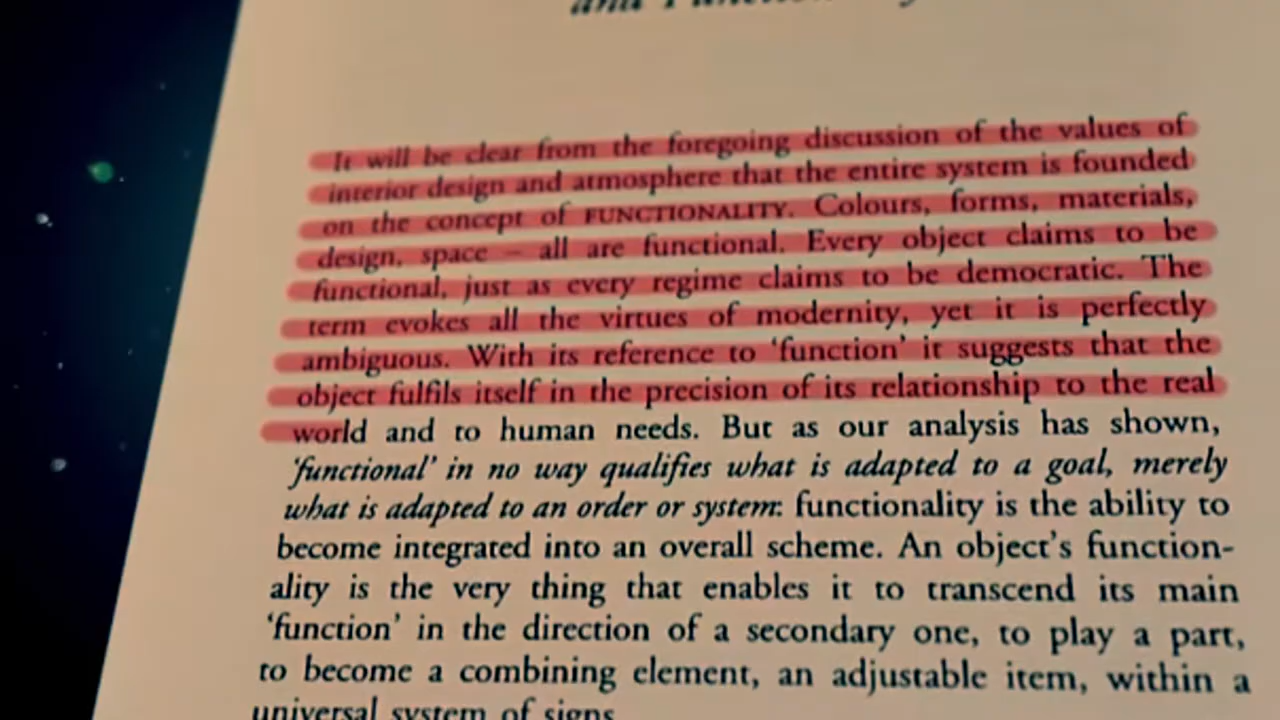 and Function
It will be clear from the foregoing discussion of the values of
interior design and atmosphere that the entire system is founded
on the concept of FUNCTIONALITY. Colours, forms, materials,
design, space – all are functional. Every object claims to be
functional, just as every regime claims to be democratic. The
term evokes all the virtues of modernity, yet it is perfectly
ambiguous. With its reference to ‘function’ it suggests that the
object fulfils itself in the precision of its relationship to the real
world and to human needs. But as our analysis has shown,
‘functional’ in no way qualifies what is adapted to a goal, merely
what is adapted to an order or system: functionality is the ability to
become integrated into an overall scheme. An object’s function-
ality is the very thing that enables it to transcend its main
‘function’ in the direction of a secondary one, to play a part,
to become a combining element, an adjustable item, within a
universal system of signs.